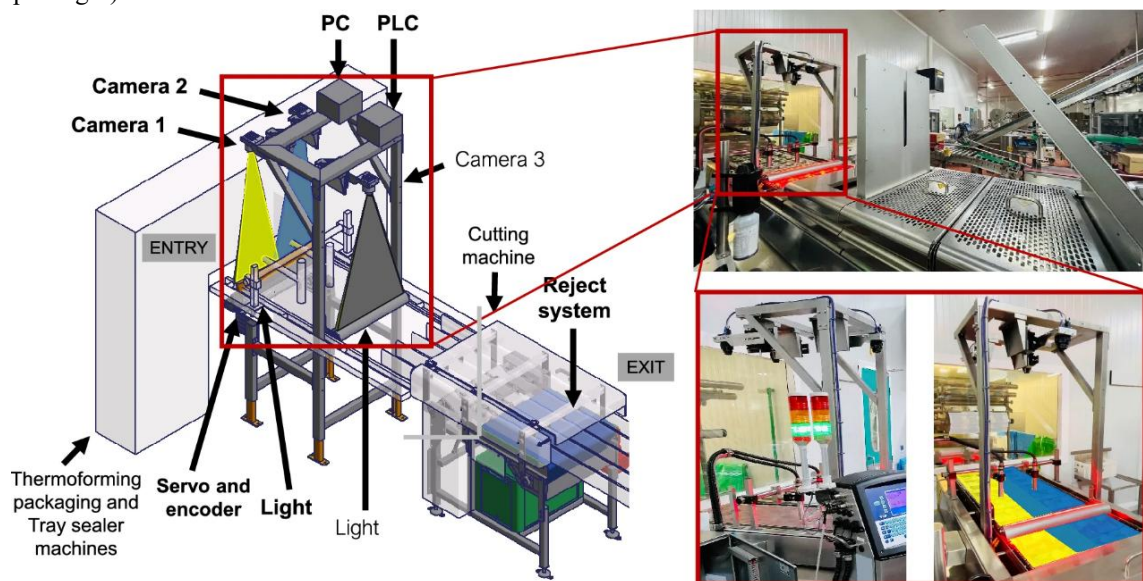 PC
PLC
Camera 2
Camera 1
Camera 3
ENTRY
Cutting
machine
Reject
system
EXIT
Thermoforming
packaging and
Tray sealer
machines
Servo and
encoder
Light
Light